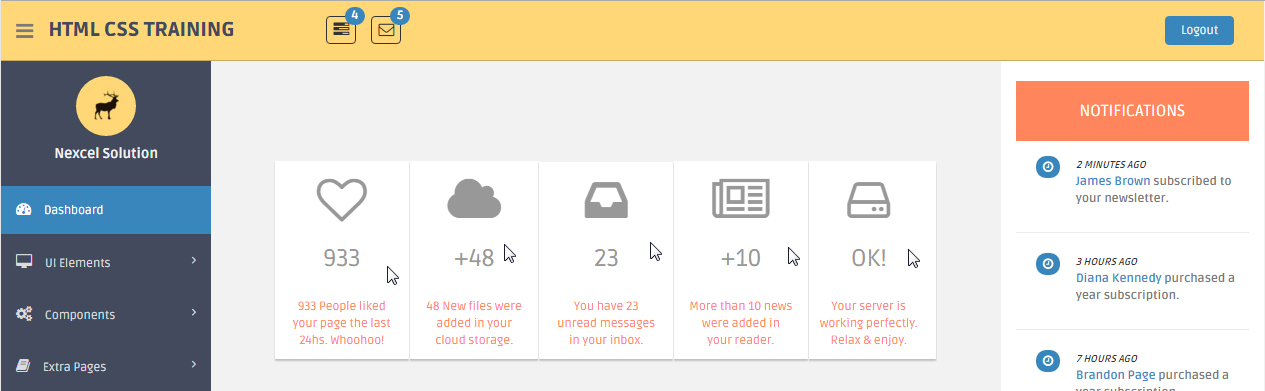 HTML CSS TRAINING
4
5
Logout
Nexcel Solution
Dashboard
UI Elements
Components
Extra Pages
933
933 People liked
your page the last
24hs. Whoohoo!
+48
48 New files were
added in your
cloud storage.
23
You have 23
unread messages
in your inbox.
+10
More than 10 news
were added in
your reader.
OK!
Your server is
working perfectly.
Relax & enjoy.
NOTIFICATIONS
2 MINUTES AGO
James Brown subscribed to
your newsletter.
3 HOURS AGO
Diana Kennedy purchased a
year subscription.
7 HOURS AGO
Brandon Page purchased a
year subscription.